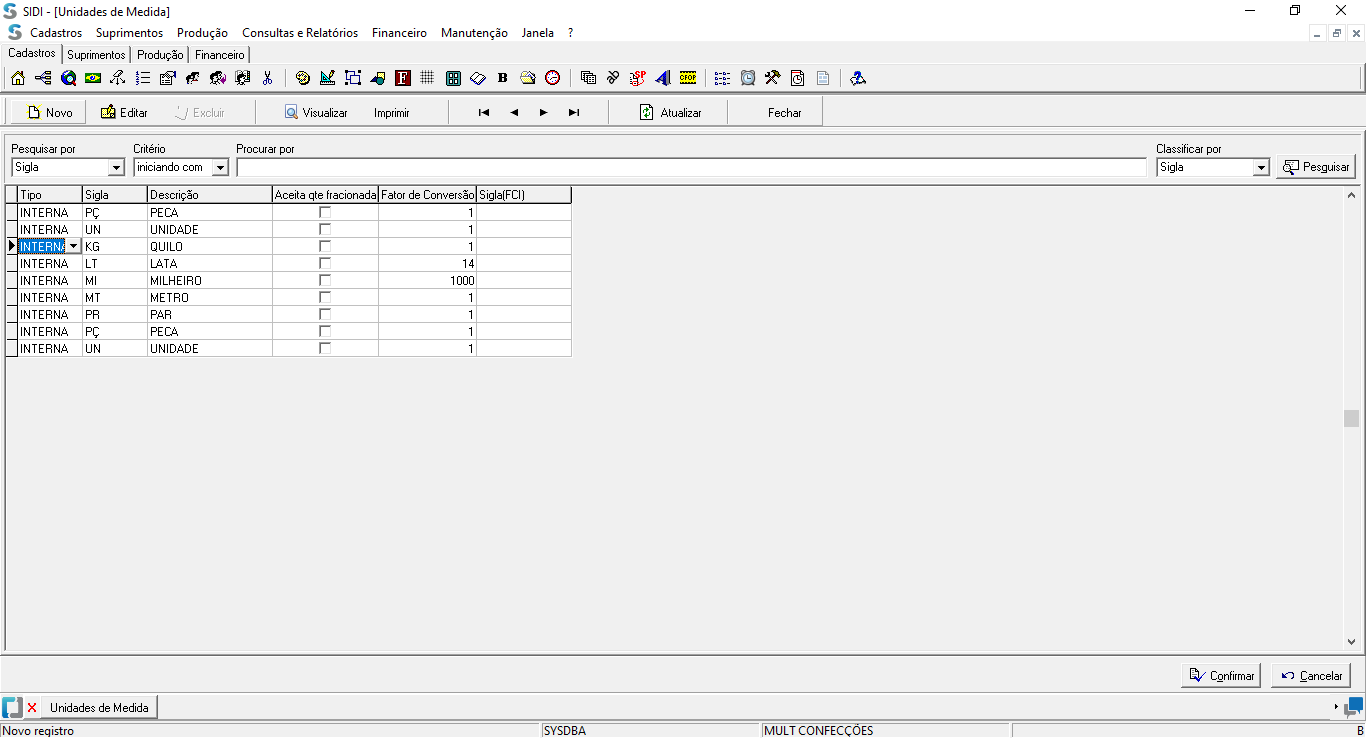 SIDI - [Unidades de Medida]
Cadastros Suprimentos Produção Consultas e Relatórios Financeiro Manutenção Janela ?
Cadastros Suprimentos Produção Financeiro
F B SP CFOP
Novo Editar Excluir Visualizar Imprimir Atualizar Fechar
Pesquisar por Critério Procurar por Classificar por
Sigla iniciando com Sigla Pesquisar
Tipo Sigla Descrição Aceita qte fracionada Fator de Conversão Sigla(FCI)
INTERNA PÇ PECA 1
INTERNA UN UNIDADE 1
INTERNA KG QUILO 1
INTERNA LT LATA 14
INTERNA MI MILHEIRO 1000
INTERNA MT METRO 1
INTERNA PR PAR 1
INTERNA PÇ PECA 1
INTERNA UN UNIDADE 1
Confirmar Cancelar
Unidades de Medida
Novo registro SYSDBA MULT CONFECÇÕES B